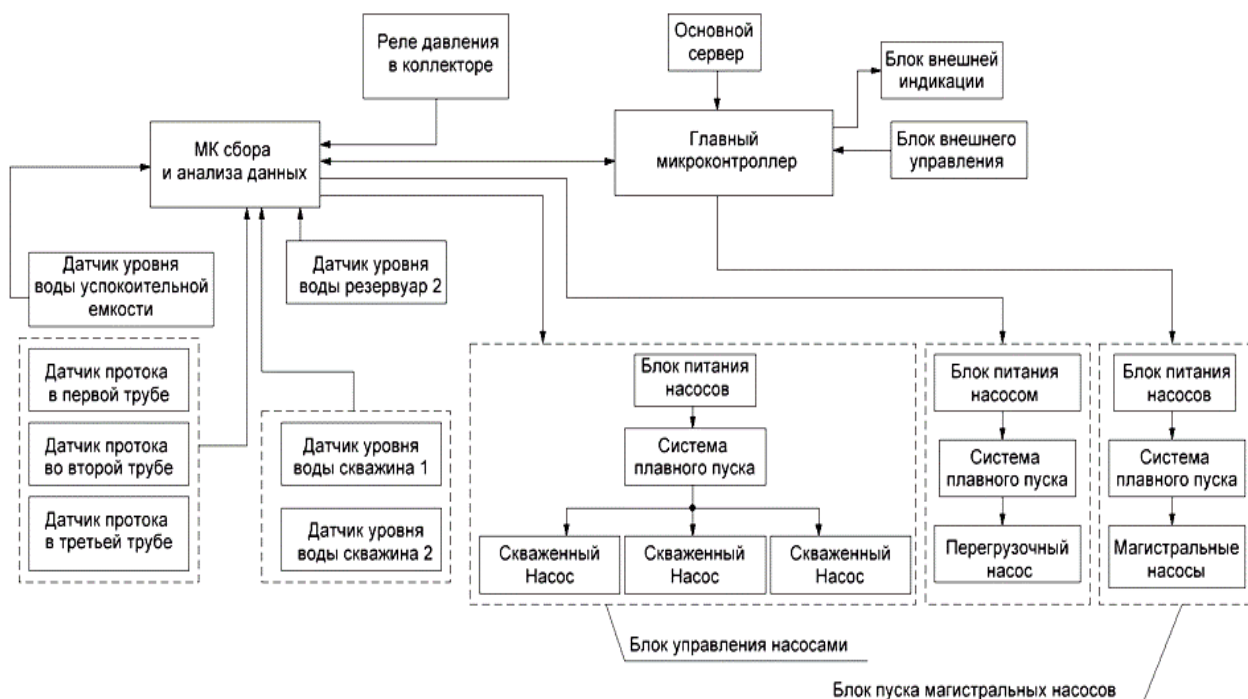 Реле давления
в коллекторе
Основной
сервер
Блок внешней
индикации
МК сбора
и анализа данных
Главный
микроконтроллер
Блок внешнего
управления
Датчик уровня
воды успокоительной
емкости
Датчик уровня
воды резервуар 2
Датчик протока
в первой трубе
Датчик протока
во второй трубе
Датчик протока
в третьей трубе
Датчик уровня
воды скважина 1
Датчик уровня
воды скважина 2
Блок питания
насосов
Система
плавного пуска
Скваженный
Насос
Скваженный
Насос
Скваженный
Насос
Блок питания
насосом
Система
плавного пуска
Перегрузочный
насос
Блок питания
насосов
Система
плавного пуска
Магистральные
насосы
Блок управления насосами
Блок пуска магистральных насосов